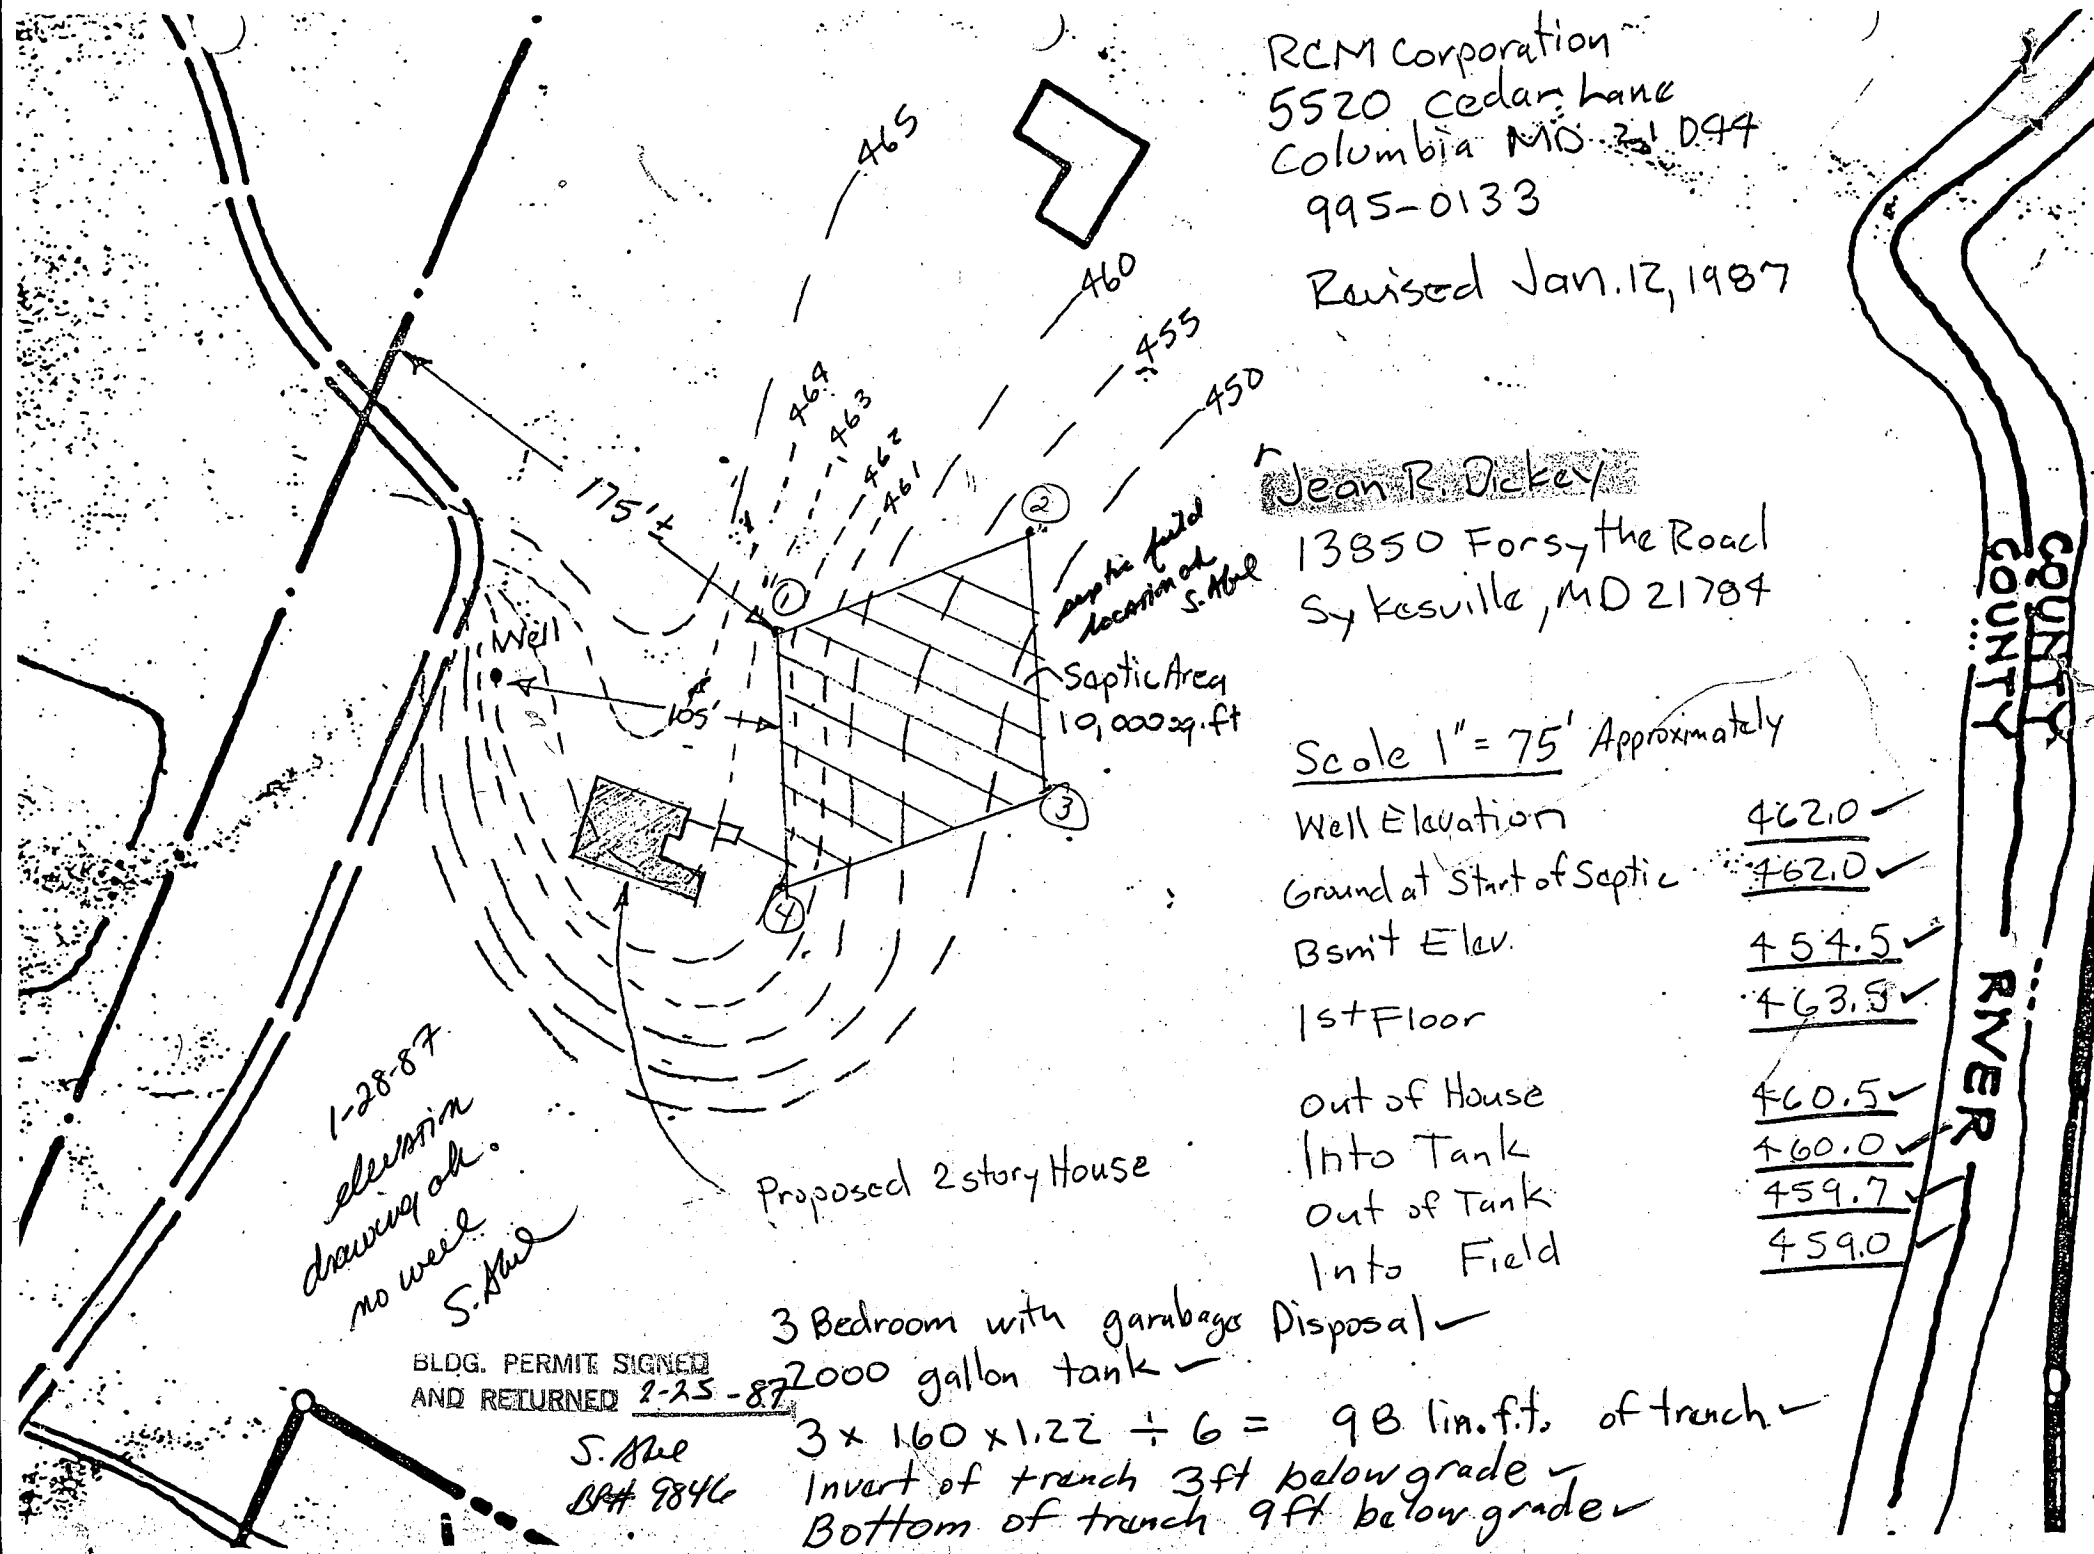 RCM Corporation
5520 Cedar Lane
Columbia MD 21044
995-0133
Revised Jan. 12, 1987
465
460
455
450
464
463
462
461
Jean R. Dickey
13850 Forsythe Road
Sykesville, MD 21784
175'±
1
2
3
4
septic field
location ok
S. Abel
Well
105'
Septic Area
10,000 sq. ft
COUNTY
COUNTY
RIVER
Scale 1" = 75' Approximately
Well Elevation 462.0 ✓
Ground at Start of Septic 462.0 ✓
Bsm't Elev. 454.5 ✓
1st Floor 463.5 ✓
Out of House 460.5 ✓
Into Tank 460.0 ✓
Out of Tank 459.7 ✓
Into Field 459.0 ✓
Proposed 2 story House
1-28-87
elevation
drawing ok.
no well
S. Abel
BLDG. PERMIT SIGNED
AND RETURNED 2-25-87
S. Abel
BP# 9846
3 Bedroom with garabage Disposal ✓
2000 gallon tank ✓
3 x 160 x 1.22 ÷ 6 = 98 lin. f.t. of trench ✓
Invert of trench 3ft below grade ✓
Bottom of trench 9ft below grade ✓